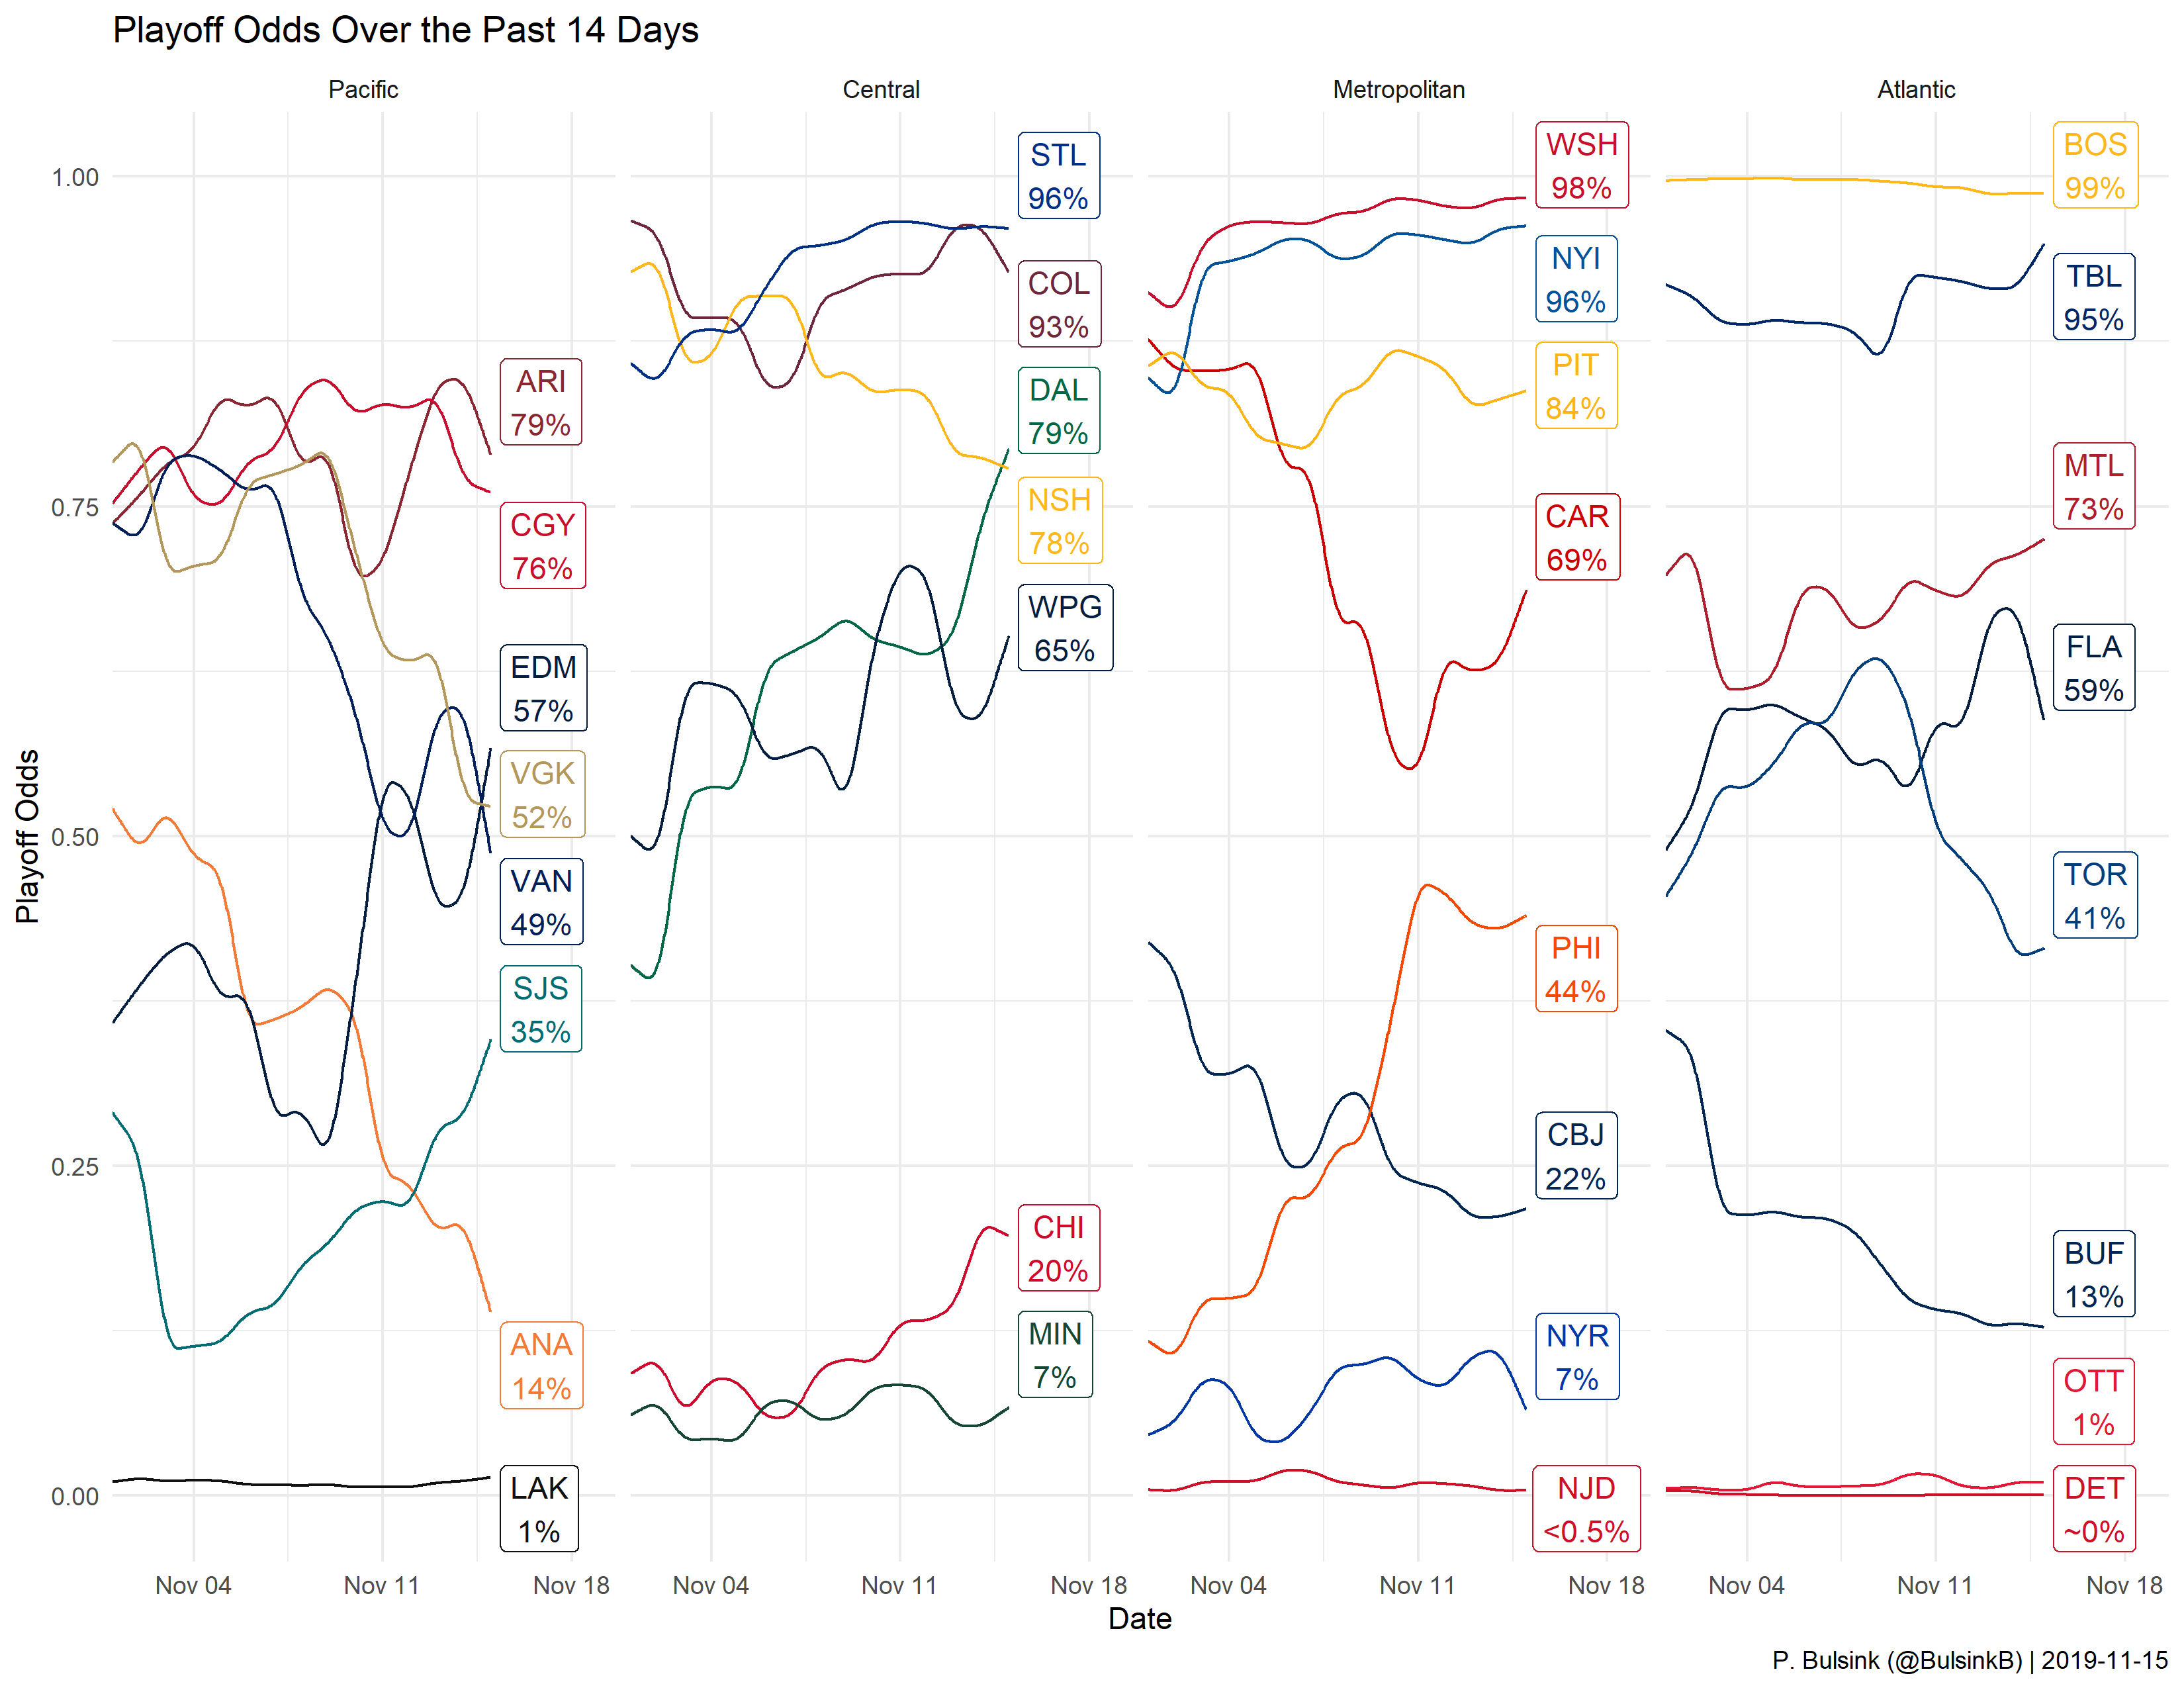 Playoff Odds Over the Past 14 Days
Pacific
Central
Metropolitan
Atlantic
Playoff Odds
1.00
0.75
0.50
0.25
0.00
ARI
79%
CGY
76%
EDM
57%
VGK
52%
VAN
49%
SJS
35%
ANA
14%
LAK
1%
STL
96%
COL
93%
DAL
79%
NSH
78%
WPG
65%
CHI
20%
MIN
7%
WSH
98%
NYI
96%
PIT
84%
CAR
69%
PHI
44%
CBJ
22%
NYR
7%
NJD
<0.5%
BOS
99%
TBL
95%
MTL
73%
FLA
59%
TOR
41%
BUF
13%
OTT
1%
DET
~0%
Nov 04 Nov 11 Nov 18 Nov 04 Nov 11 Nov 18 Nov 04 Nov 11 Nov 18 Nov 04 Nov 11 Nov 18
Date
P. Bulsink (@BulsinkB) | 2019-11-15